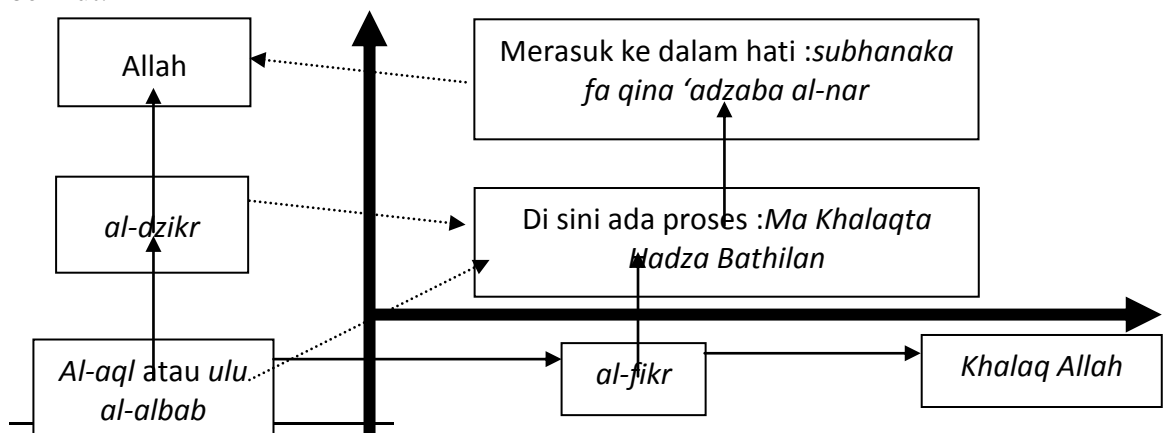 Allah
Merasuk ke dalam hati :subhanaka
fa qina ‘adzaba al-nar
al-dzikr
Di sini ada proses :Ma Khalaqta
Hadza Bathilan
Al-aql atau ulu
al-albab
al-fikr
Khalaq Allah